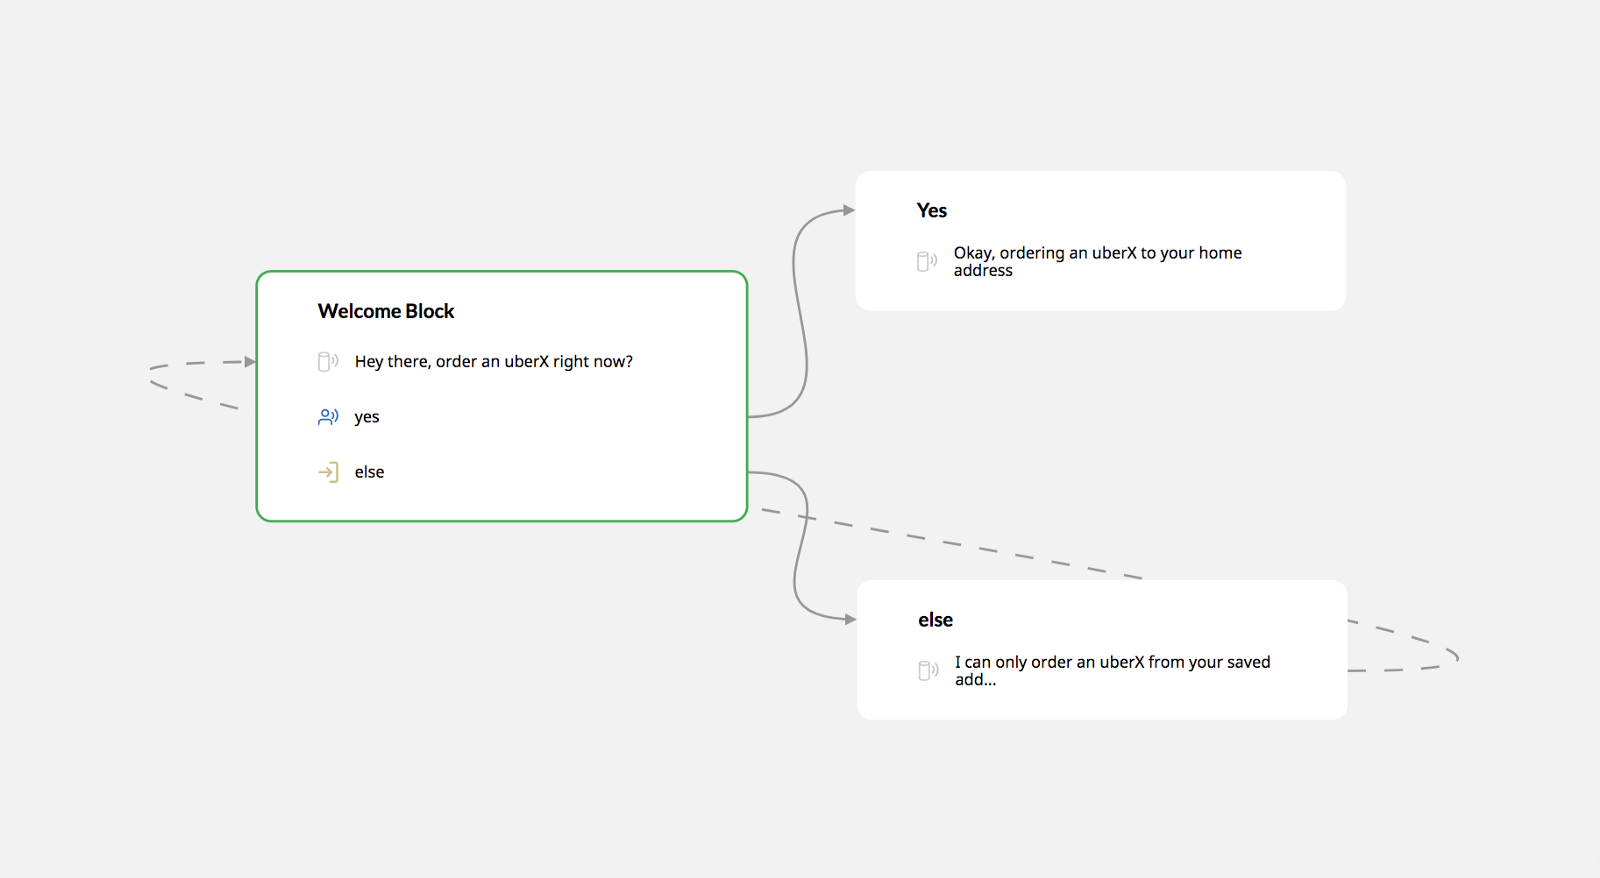 Welcome Block
Hey there, order an uberX right now?
yes
else
Yes
Okay, ordering an uberX to your home
address
else
I can only order an uberX from your saved
add...